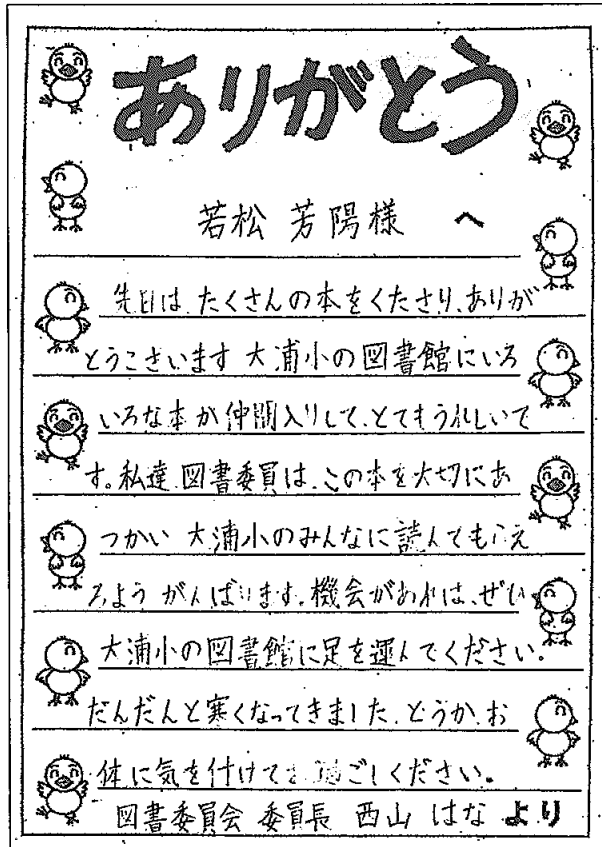 ありがとう
若松 芳陽様 へ
先日は たくさんの本をくださり、ありが
とうございます 大浦小の図書館にいろ
いろな本が仲間入りして、とてもうれしいで
す。私達 図書委員は、この本を大切にあ
つかい 大浦小のみんなに読んでもらえ
るよう がんばります。機会があれば、ぜひ
大浦小の図書館に足を運んでください。
だんだんと寒くなってきました。どうか、お
体に気を付けてお過ごしください。
図書委員会 委員長 西山 はな より